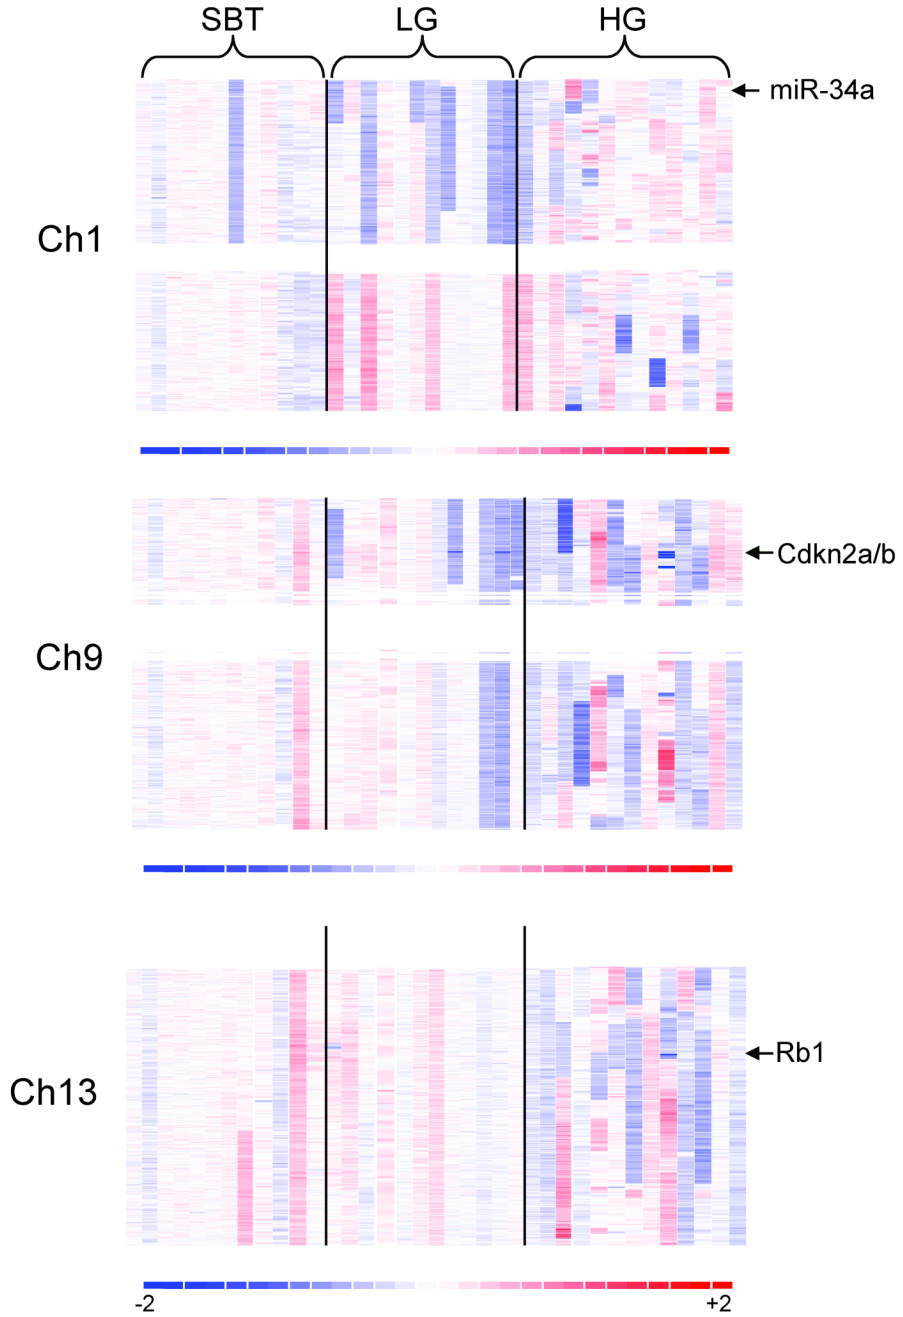 SBT LG HG
miR-34a
Ch1
Cdkn2a/b
Ch9
Rb1
Ch13
-2 +2